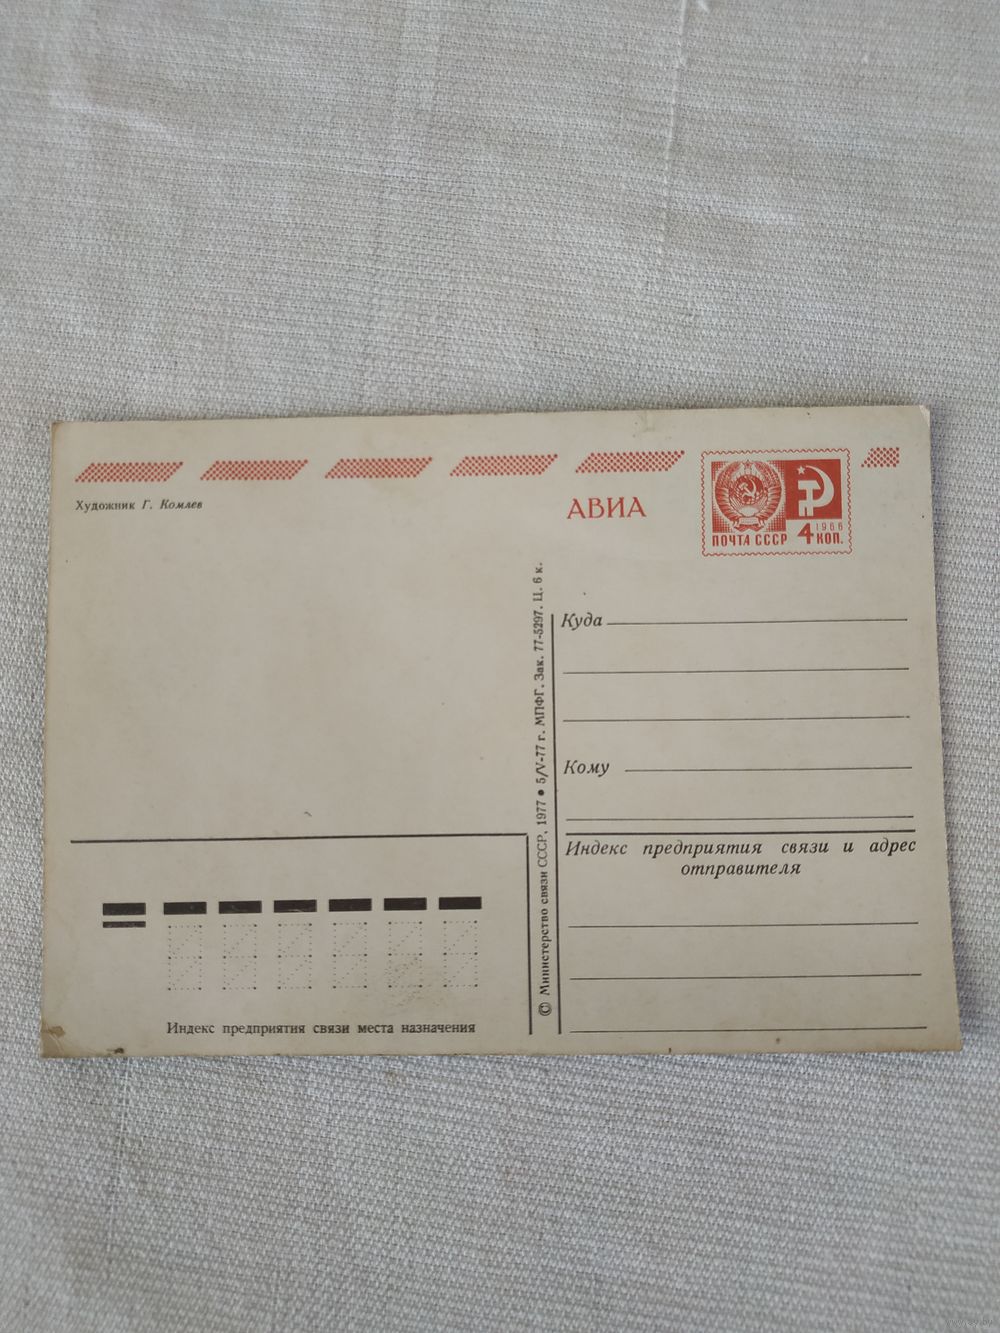 Художник Г. Комлев
АВИА
ПОЧТА СССР
1966
4 КОП.
Куда
Кому
Индекс предприятия связи и адрес
отправителя
© Министерство связи СССР, 1977 • 5/V-77 г. МПФГ. Зак. 77-5297. Ц. 6 к.
Индекс предприятия связи места назначения